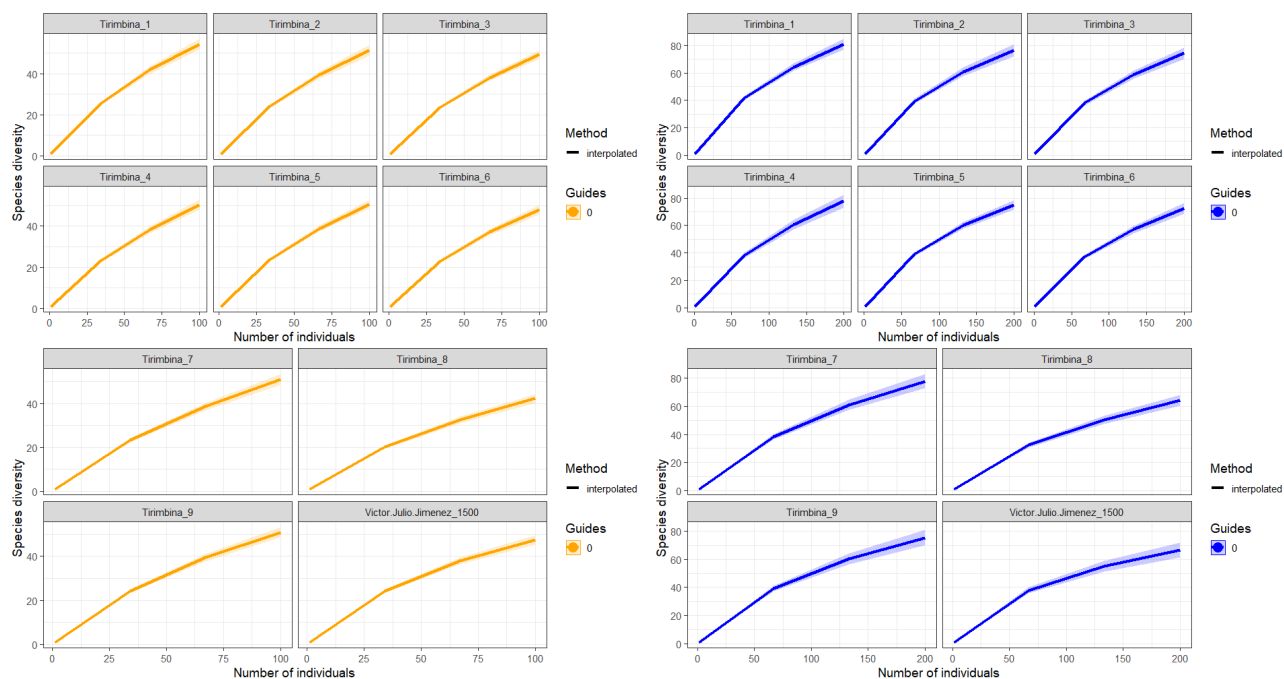 Tirimbina_1 Tirimbina_2 Tirimbina_3
40
20
0
Tirimbina_4 Tirimbina_5 Tirimbina_6
40
20
0
0 25 50 75 100 0 25 50 75 100 0 25 50 75 100
Number of individuals
Species diversity
Method
interpolated
Guides
0
Tirimbina_1 Tirimbina_2 Tirimbina_3
80
60
40
20
0
Tirimbina_4 Tirimbina_5 Tirimbina_6
80
60
40
20
0
0 50 100 150 200 0 50 100 150 200 0 50 100 150 200
Number of individuals
Species diversity
Method
interpolated
Guides
0
Tirimbina_7 Tirimbina_8
40
20
0
Tirimbina_9 Victor.Julio.Jimenez_1500
40
20
0
0 25 50 75 100 0 25 50 75 100
Number of individuals
Species diversity
Method
interpolated
Guides
0
Tirimbina_7 Tirimbina_8
80
60
40
20
0
Tirimbina_9 Victor.Julio.Jimenez_1500
80
60
40
20
0
0 50 100 150 200 0 50 100 150 200
Number of individuals
Species diversity
Method
interpolated
Guides
0